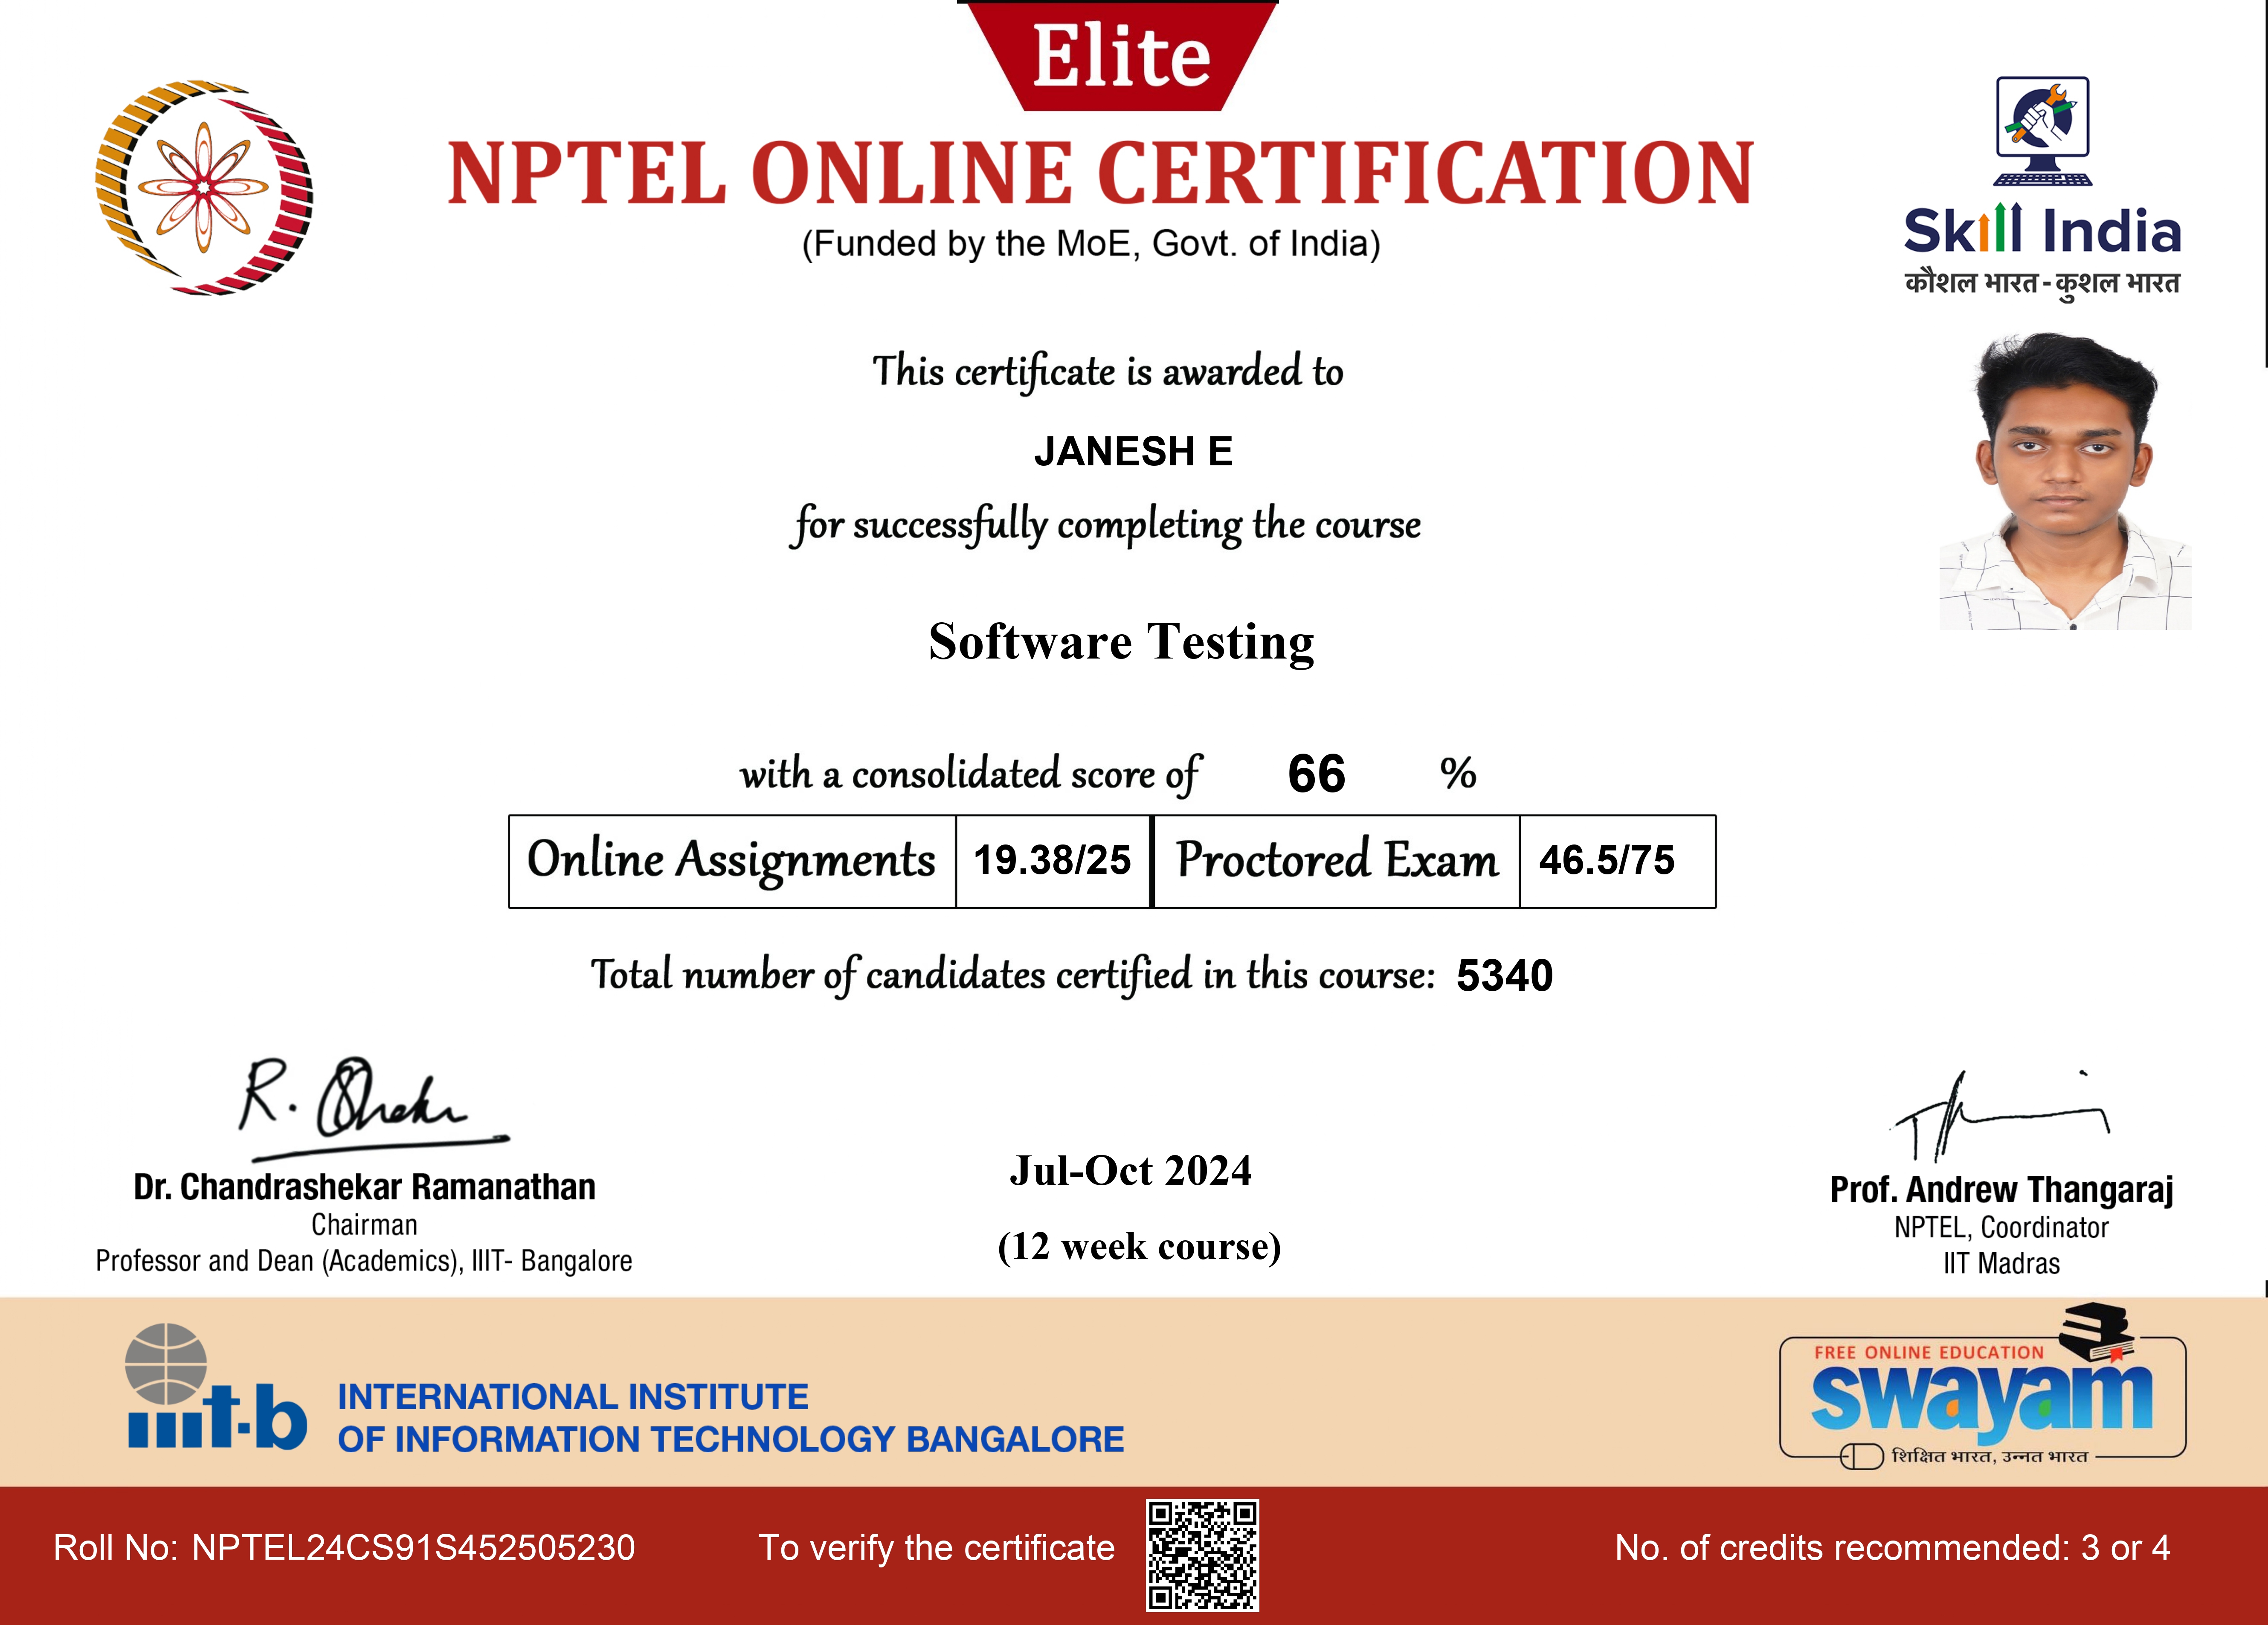 Elite
NPTEL ONLINE CERTIFICATION
(Funded by the MoE, Govt. of India)
Skill India
कौशल भारत - कुशल भारत
This certificate is awarded to
JANESH E
for successfully completing the course
Software Testing
with a consolidated score of 66 %
Online Assignments 19.38/25 Proctored Exam 46.5/75
Total number of candidates certified in this course: 5340
Dr. Chandrashekar Ramanathan
Chairman
Professor and Dean (Academics), IIIT- Bangalore
Jul-Oct 2024
(12 week course)
Prof. Andrew Thangaraj
NPTEL, Coordinator
IIT Madras
iiit-b
INTERNATIONAL INSTITUTE
OF INFORMATION TECHNOLOGY BANGALORE
FREE ONLINE EDUCATION
swayam
शिक्षित भारत, उन्नत भारत
Roll No: NPTEL24CS91S452505230 To verify the certificate No. of credits recommended: 3 or 4